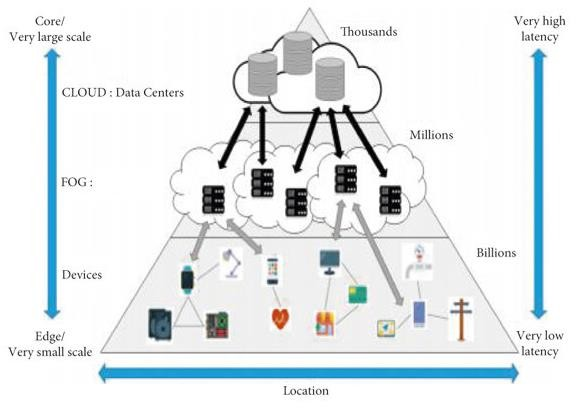 Core/
Very large scale
Thousands
Very high
latency
CLOUD : Data Centers
Millions
FOG :
Billions
Devices
Edge/
Very small scale
Very low
latency
Location